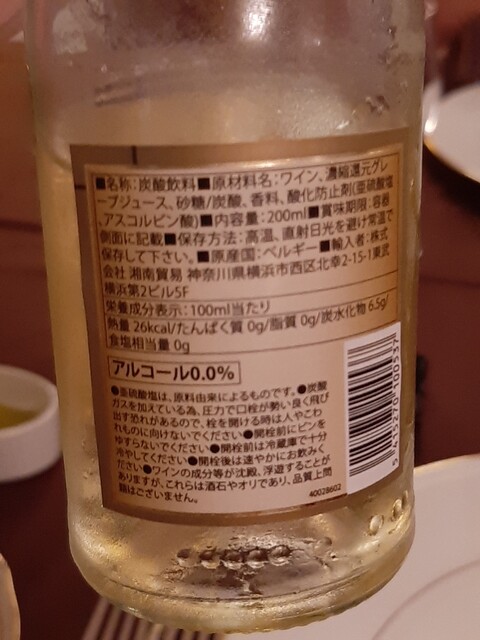 ■名称:炭酸飲料■原材料名:ワイン、濃縮還元グレ
ープジュース、砂糖/炭酸、香料、酸化防止剤(亜硫酸塩、
アスコルビン酸)■内容量:200ml■賞味期限:容器
側面に記載■保存方法:高温、直射日光を避け常温で
保存して下さい。■原産国:ベルギー■輸入者:株式
会社 湘南貿易 神奈川県横浜市西区北幸2-15-1東武
横浜第2ビル5F
栄養成分表示:100ml当たり
熱量 26kcal/たんぱく質 0g/脂質 0g/炭水化物 6.5g/
食塩相当量 0g
アルコール0.0%
●亜硫酸塩は、原料由来によるものです。●炭酸
ガスを加えている為、圧力で口栓が勢い良く飛び
出す恐れがあるので、栓を開ける時は人やこわ
れものに向けないでください●開栓前にビンを
ゆすらないでください●開栓前は冷蔵庫で十分
冷やしてください●開栓後は速やかにお飲みく
ださい●ワインの成分等が沈殿、浮遊することが
ありますが、これらは酒石やオリであり、品質上問
題はございません。
40028602
5 415270 100537